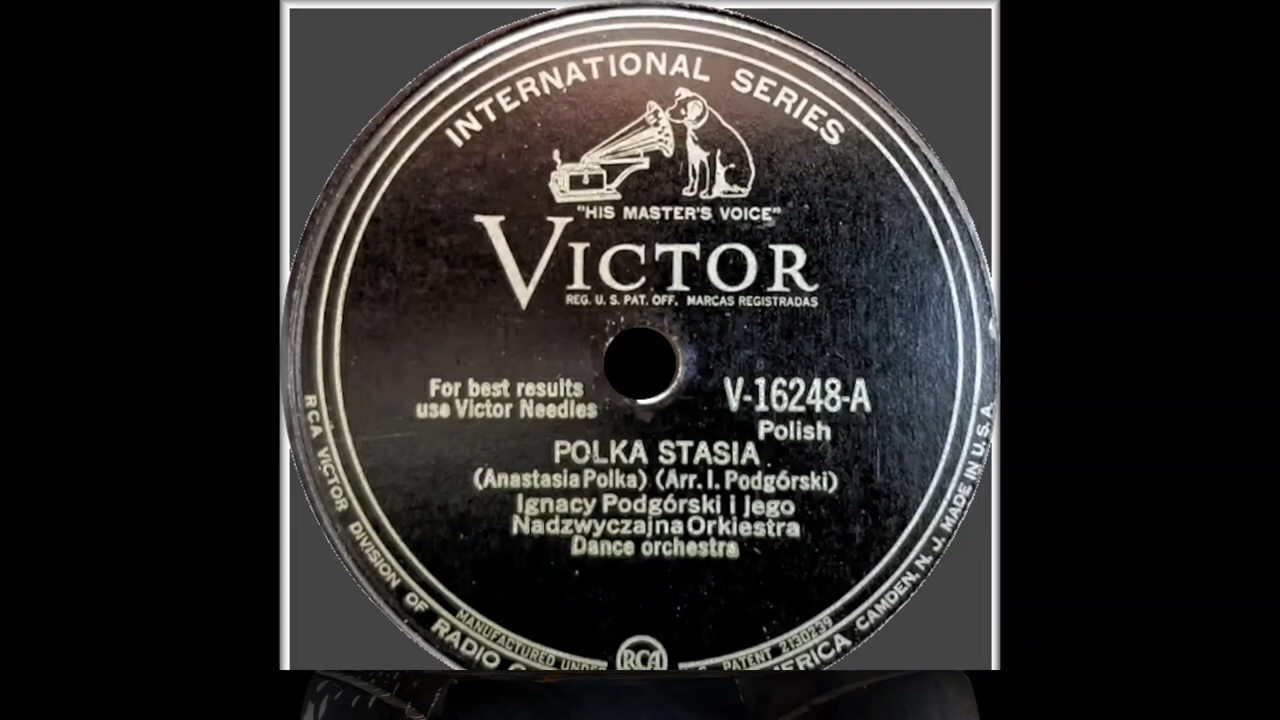 INTERNATIONAL SERIES
"HIS MASTER'S VOICE"
VICTOR
REG. U. S. PAT. OFF. MARCAS REGISTRADAS
For best results
use Victor Needles
V-16248-A
Polish
POLKA STASIA
(Anastasia Polka) (Arr. I. Podgórski)
Ignacy Podgórski i jego
Nadzwyczajna Orkiestra
Dance orchestra
MANUFACTURED UNDER
PATENT 2130239
RCA
RCA VICTOR DIVISION OF RADIO
CAMDEN, N. J. MADE IN U. S. A.